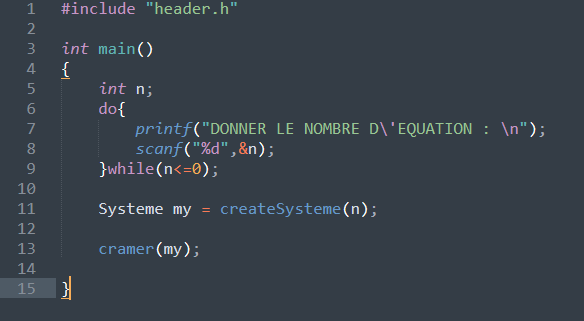 1 #include "header.h"
2
3 int main()
4 {
5 int n;
6 do{
7 printf("DONNER LE NOMBRE D\'EQUATION : \n");
8 scanf("%d",&n);
9 }while(n<=0);
10
11 Systeme my = createSysteme(n);
12
13 cramer(my);
14
15 }